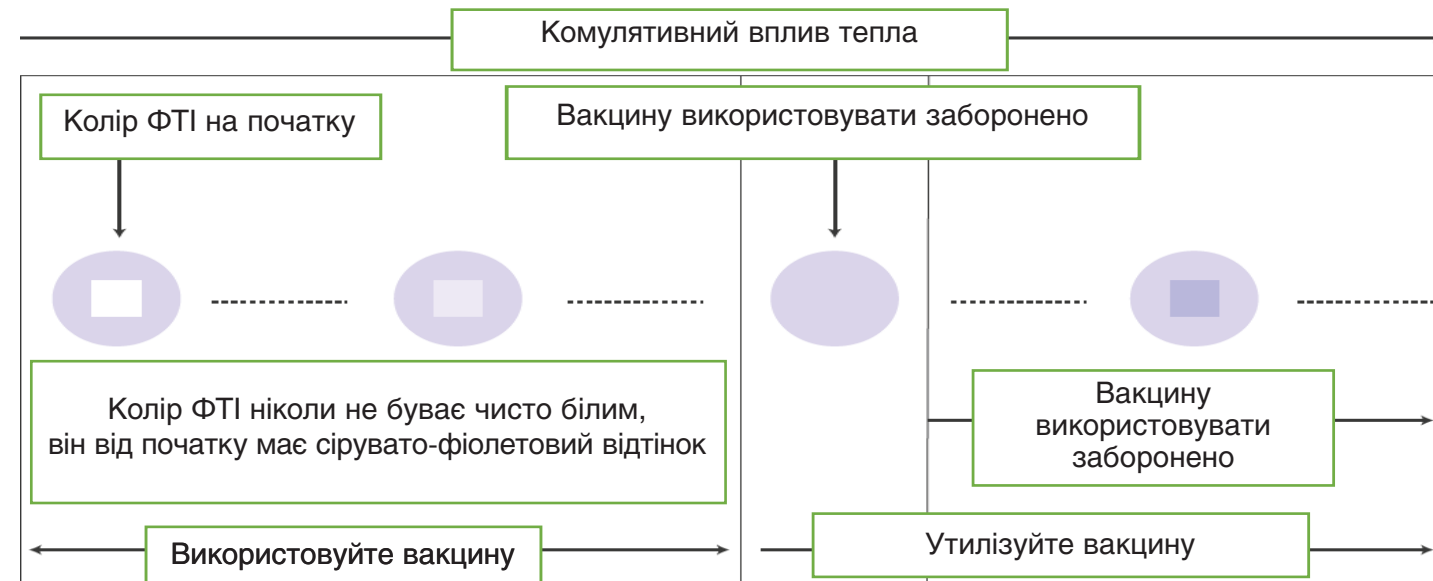 Комулятивний вплив тепла
Колір ФТІ на початку
Вакцину використовувати заборонено
Колір ФТІ ніколи не буває чисто білим,
він від початку має сірувато-фіолетовий відтінок
Вакцину
використовувати
заборонено
Використовуйте вакцину
Утилізуйте вакцину